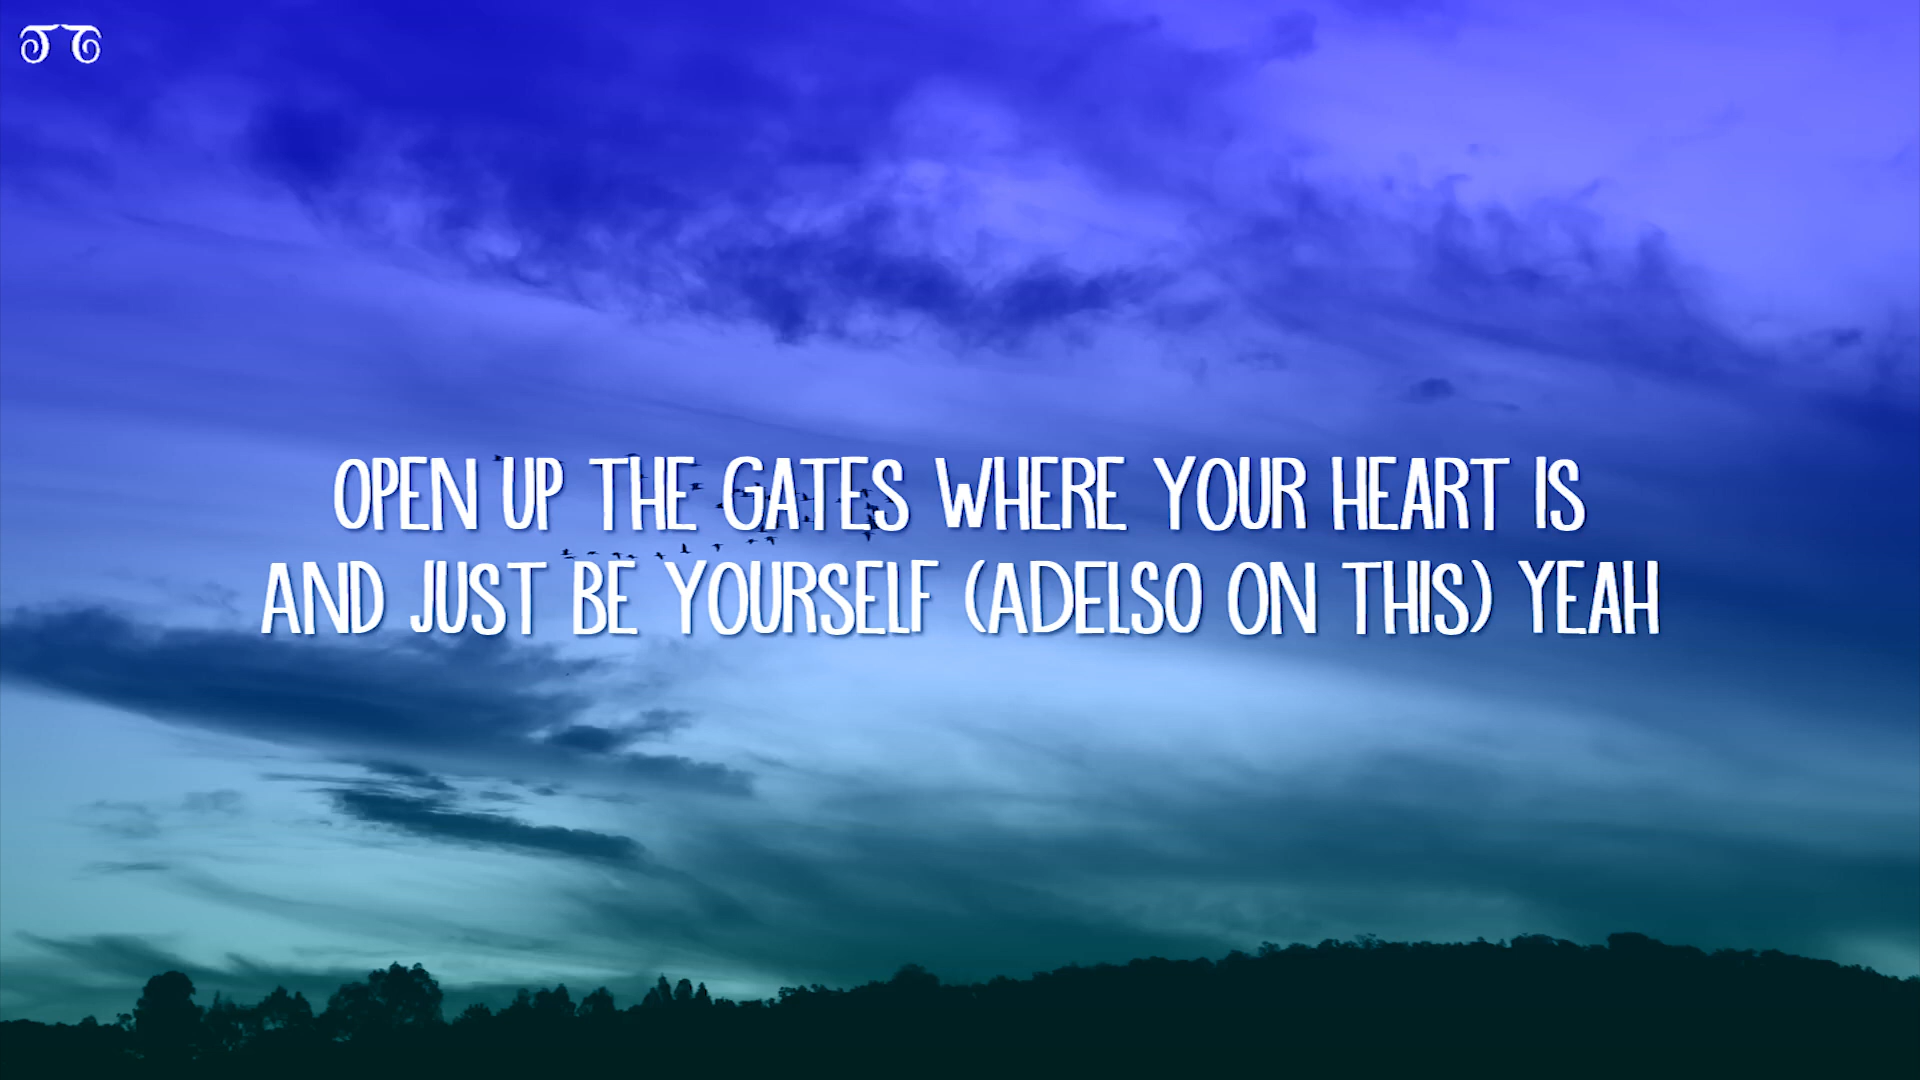 OPEN UP THE GATES WHERE YOUR HEART IS
AND JUST BE YOURSELF (ADELSO ON THIS) YEAH